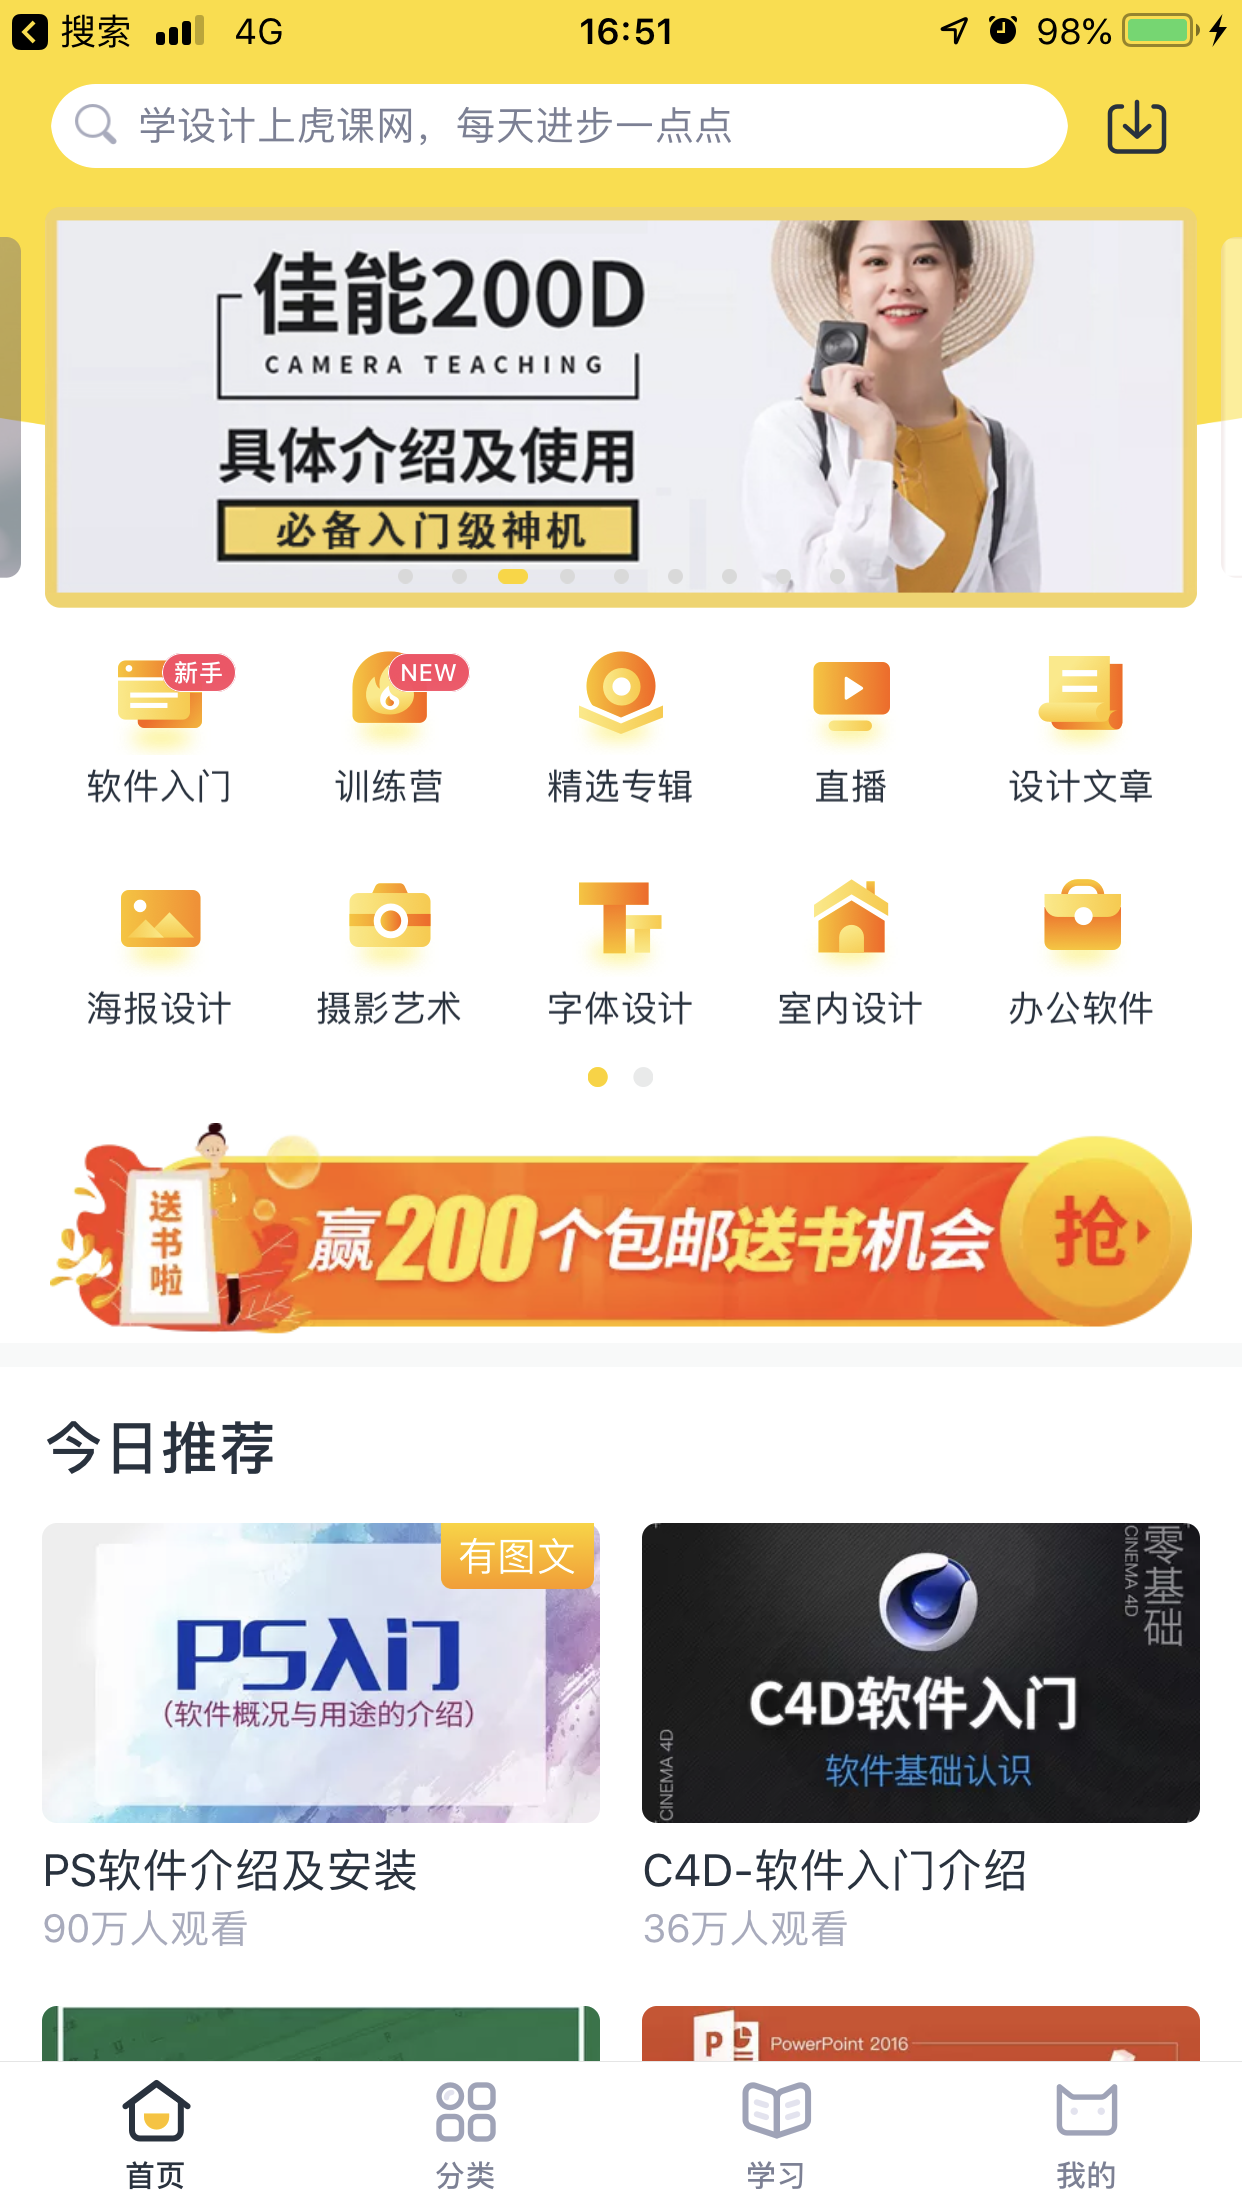 搜索 4G 16:51 98%
学设计上虎课网，每天进步一点点
佳能200D
CAMERA TEACHING
具体介绍及使用
必备入门级神机
新手 NEW
软件入门 训练营 精选专辑 直播 设计文章
海报设计 摄影艺术 字体设计 室内设计 办公软件
送书啦
赢200个包邮送书机会
抢
今日推荐
有图文
PS入门
（软件概况与用途的介绍）
零基础
CINEMA 4D
C4D软件入门
软件基础认识
CINEMA 4D
PS软件介绍及安装
90万人观看
C4D-软件入门介绍
36万人观看
P
PowerPoint 2016
首页 分类 学习 我的